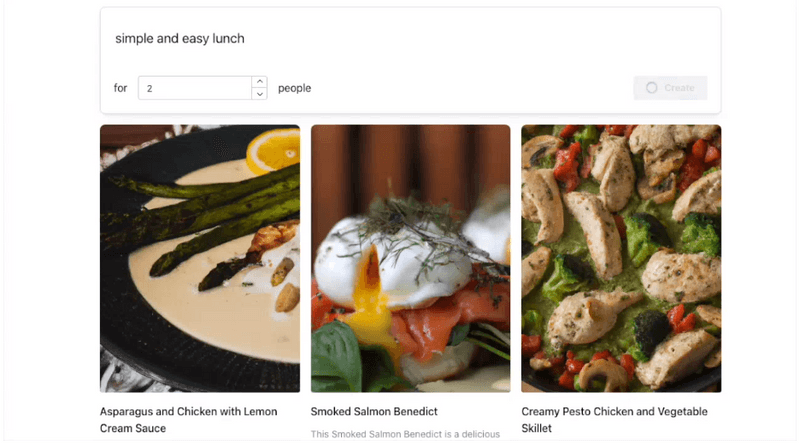 simple and easy lunch
for 2 people Create
Asparagus and Chicken with Lemon
Cream Sauce
Smoked Salmon Benedict
This Smoked Salmon Benedict is a delicious
Creamy Pesto Chicken and Vegetable
Skillet